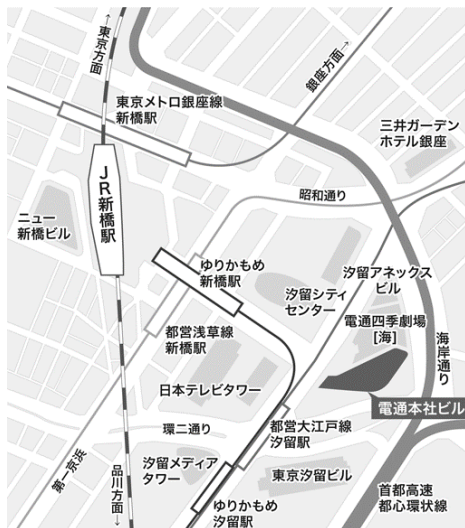 ←東京方面
銀座方面→
東京メトロ銀座線
新橋駅
三井ガーデン
ホテル銀座
JR新橋駅
昭和通り
ニュー
新橋ビル
ゆりかもめ
新橋駅
汐留シティ
センター
汐留アネックス
ビル
都営浅草線
新橋駅
電通四季劇場
[海]
海岸通り
日本テレビタワー
電通本社ビル
環二通り
都営大江戸線
汐留駅
第一京浜
品川方面→
汐留メディア
タワー
東京汐留ビル
ゆりかもめ
汐留駅
首都高速
都心環状線